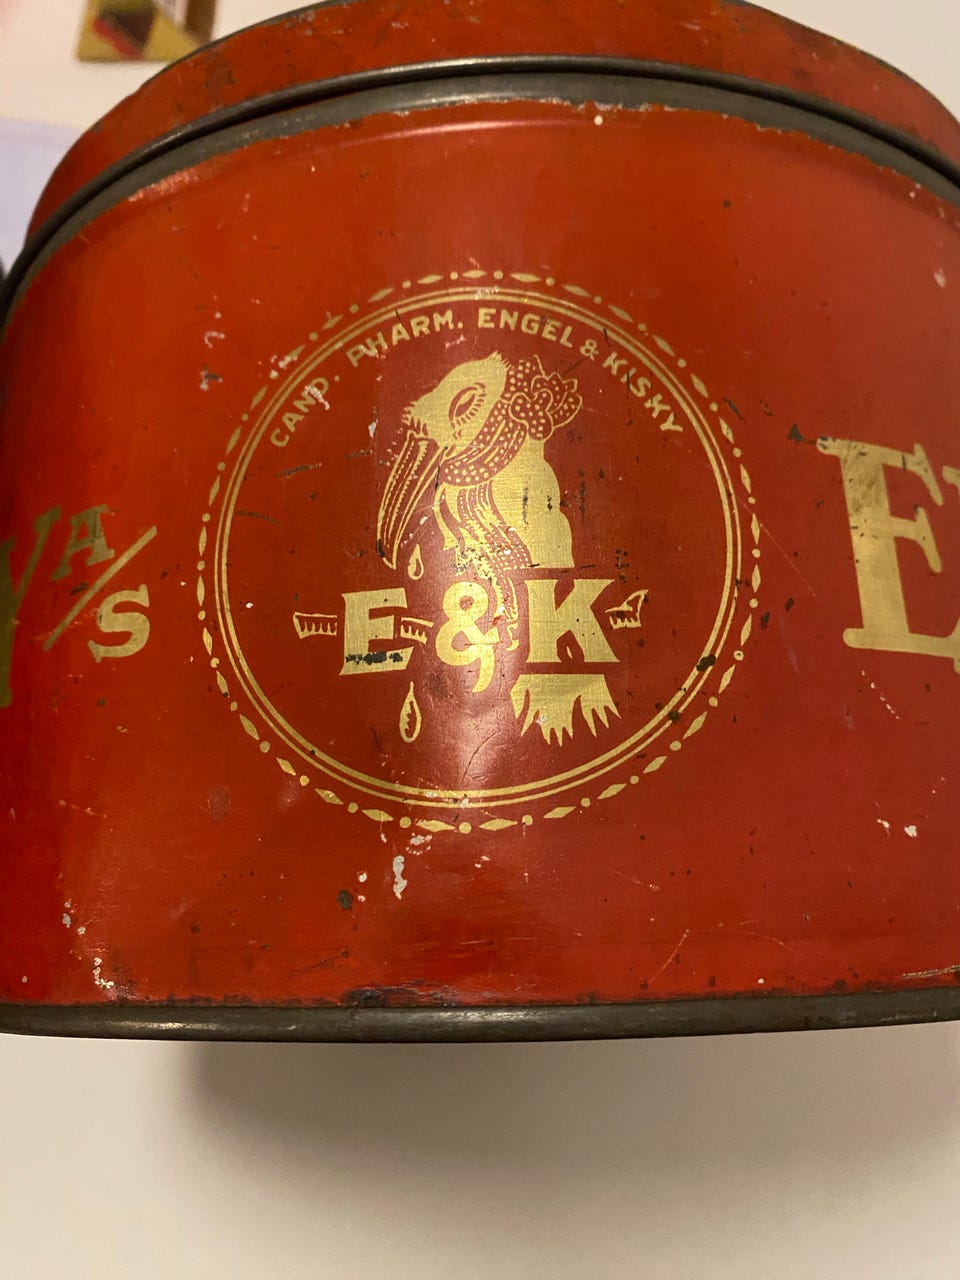 CAND. PHARM. ENGEL & KISKY
E & K
Y A/S
E